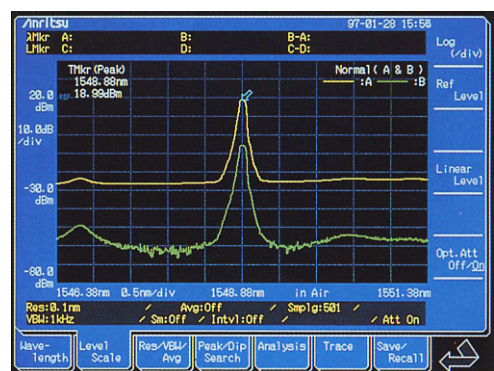 Anritsu 97-01-28 15:56
λMkr A: B: B-A:
LMkr C: D: C-D:
Log
(/div)
TMkr(Peak)
1548.88nm
18.99dBm
Normal(A & B)
:A :B
Ref
Level
20.0
REF
dBm
10.0dB
/div
Linear
Level
-30.0
dBm
Opt.Att
Off/On
-80.0
dBm
1546.38nm 0.5nm/div 1548.88nm in Air 1551.38nm
Res:0.1nm / Avg:Off / Smplg:501 /
VBW:1kHz / Sm:Off / Intvl:Off / / Att On
Wave-
length
Level
Scale
Res/VBW/
Avg
Peak/Dip
Search
Analysis
Trace
Save/
Recall